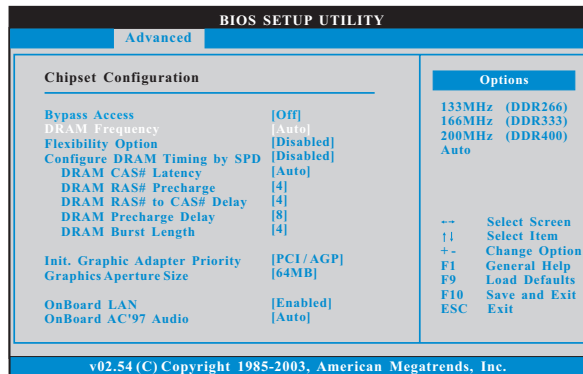 BIOS SETUP UTILITY
Advanced
Chipset Configuration
Bypass Access [Off]
DRAM Frequency [Auto]
Flexibility Option [Disabled]
Configure DRAM Timing by SPD [Disabled]
DRAM CAS# Latency [Auto]
DRAM RAS# Precharge [4]
DRAM RAS# to CAS# Delay [4]
DRAM Precharge Delay [8]
DRAM Burst Length [4]
Init. Graphic Adapter Priority [PCI/AGP]
Graphics Aperture Size [64MB]
OnBoard LAN [Enabled]
OnBoard AC'97 Audio [Auto]
Options
133MHz (DDR266)
166MHz (DDR333)
200MHz (DDR400)
Auto
←→ Select Screen
↑↓ Select Item
+ - Change Option
F1 General Help
F9 Load Defaults
F10 Save and Exit
ESC Exit
v02.54 (C) Copyright 1985-2003, American Megatrends, Inc.